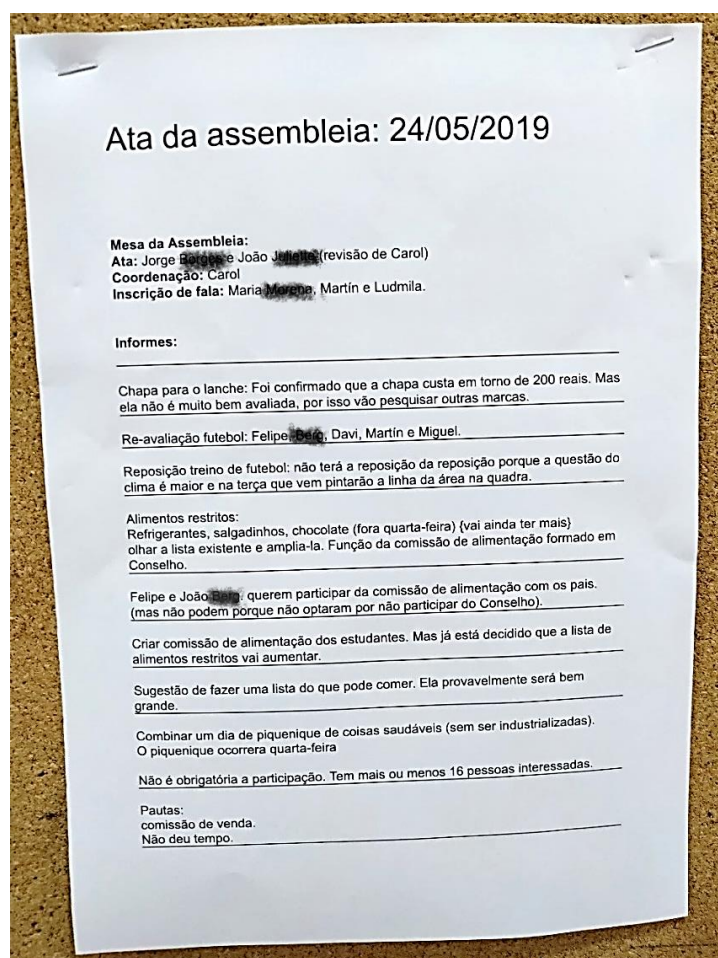 Ata da assembleia: 24/05/2019
Mesa da Assembleia:
Ata: Jorge e João (revisão de Carol)
Coordenação: Carol
Inscrição de fala: Maria , Martín e Ludmila.
Informes:
Chapa para o lanche: Foi confirmado que a chapa custa em torno de 200 reais. Mas
ela não é muito bem avaliada, por isso vão pesquisar outras marcas.
Re-avaliação futebol: Felipe , Davi, Martín e Miguel.
Reposição treino de futebol: não terá a reposição da reposição porque a questão do
clima é maior e na terça que vem pintarão a linha da área na quadra.
Alimentos restritos:
Refrigerantes, salgadinhos, chocolate (fora quarta-feira) {vai ainda ter mais}
olhar a lista existente e amplia-la. Função da comissão de alimentação formado em
Conselho.
Felipe e João querem participar da comissão de alimentação com os pais.
(mas não podem porque não optaram por não participar do Conselho).
Criar comissão de alimentação dos estudantes. Mas já está decidido que a lista de
alimentos restritos vai aumentar.
Sugestão de fazer uma lista do que pode comer. Ela provavelmente será bem
grande.
Combinar um dia de piquenique de coisas saudáveis (sem ser industrializadas).
O piquenique ocorrera quarta-feira
Não é obrigatória a participação. Tem mais ou menos 16 pessoas interessadas.
Pautas:
comissão de venda.
Não deu tempo.